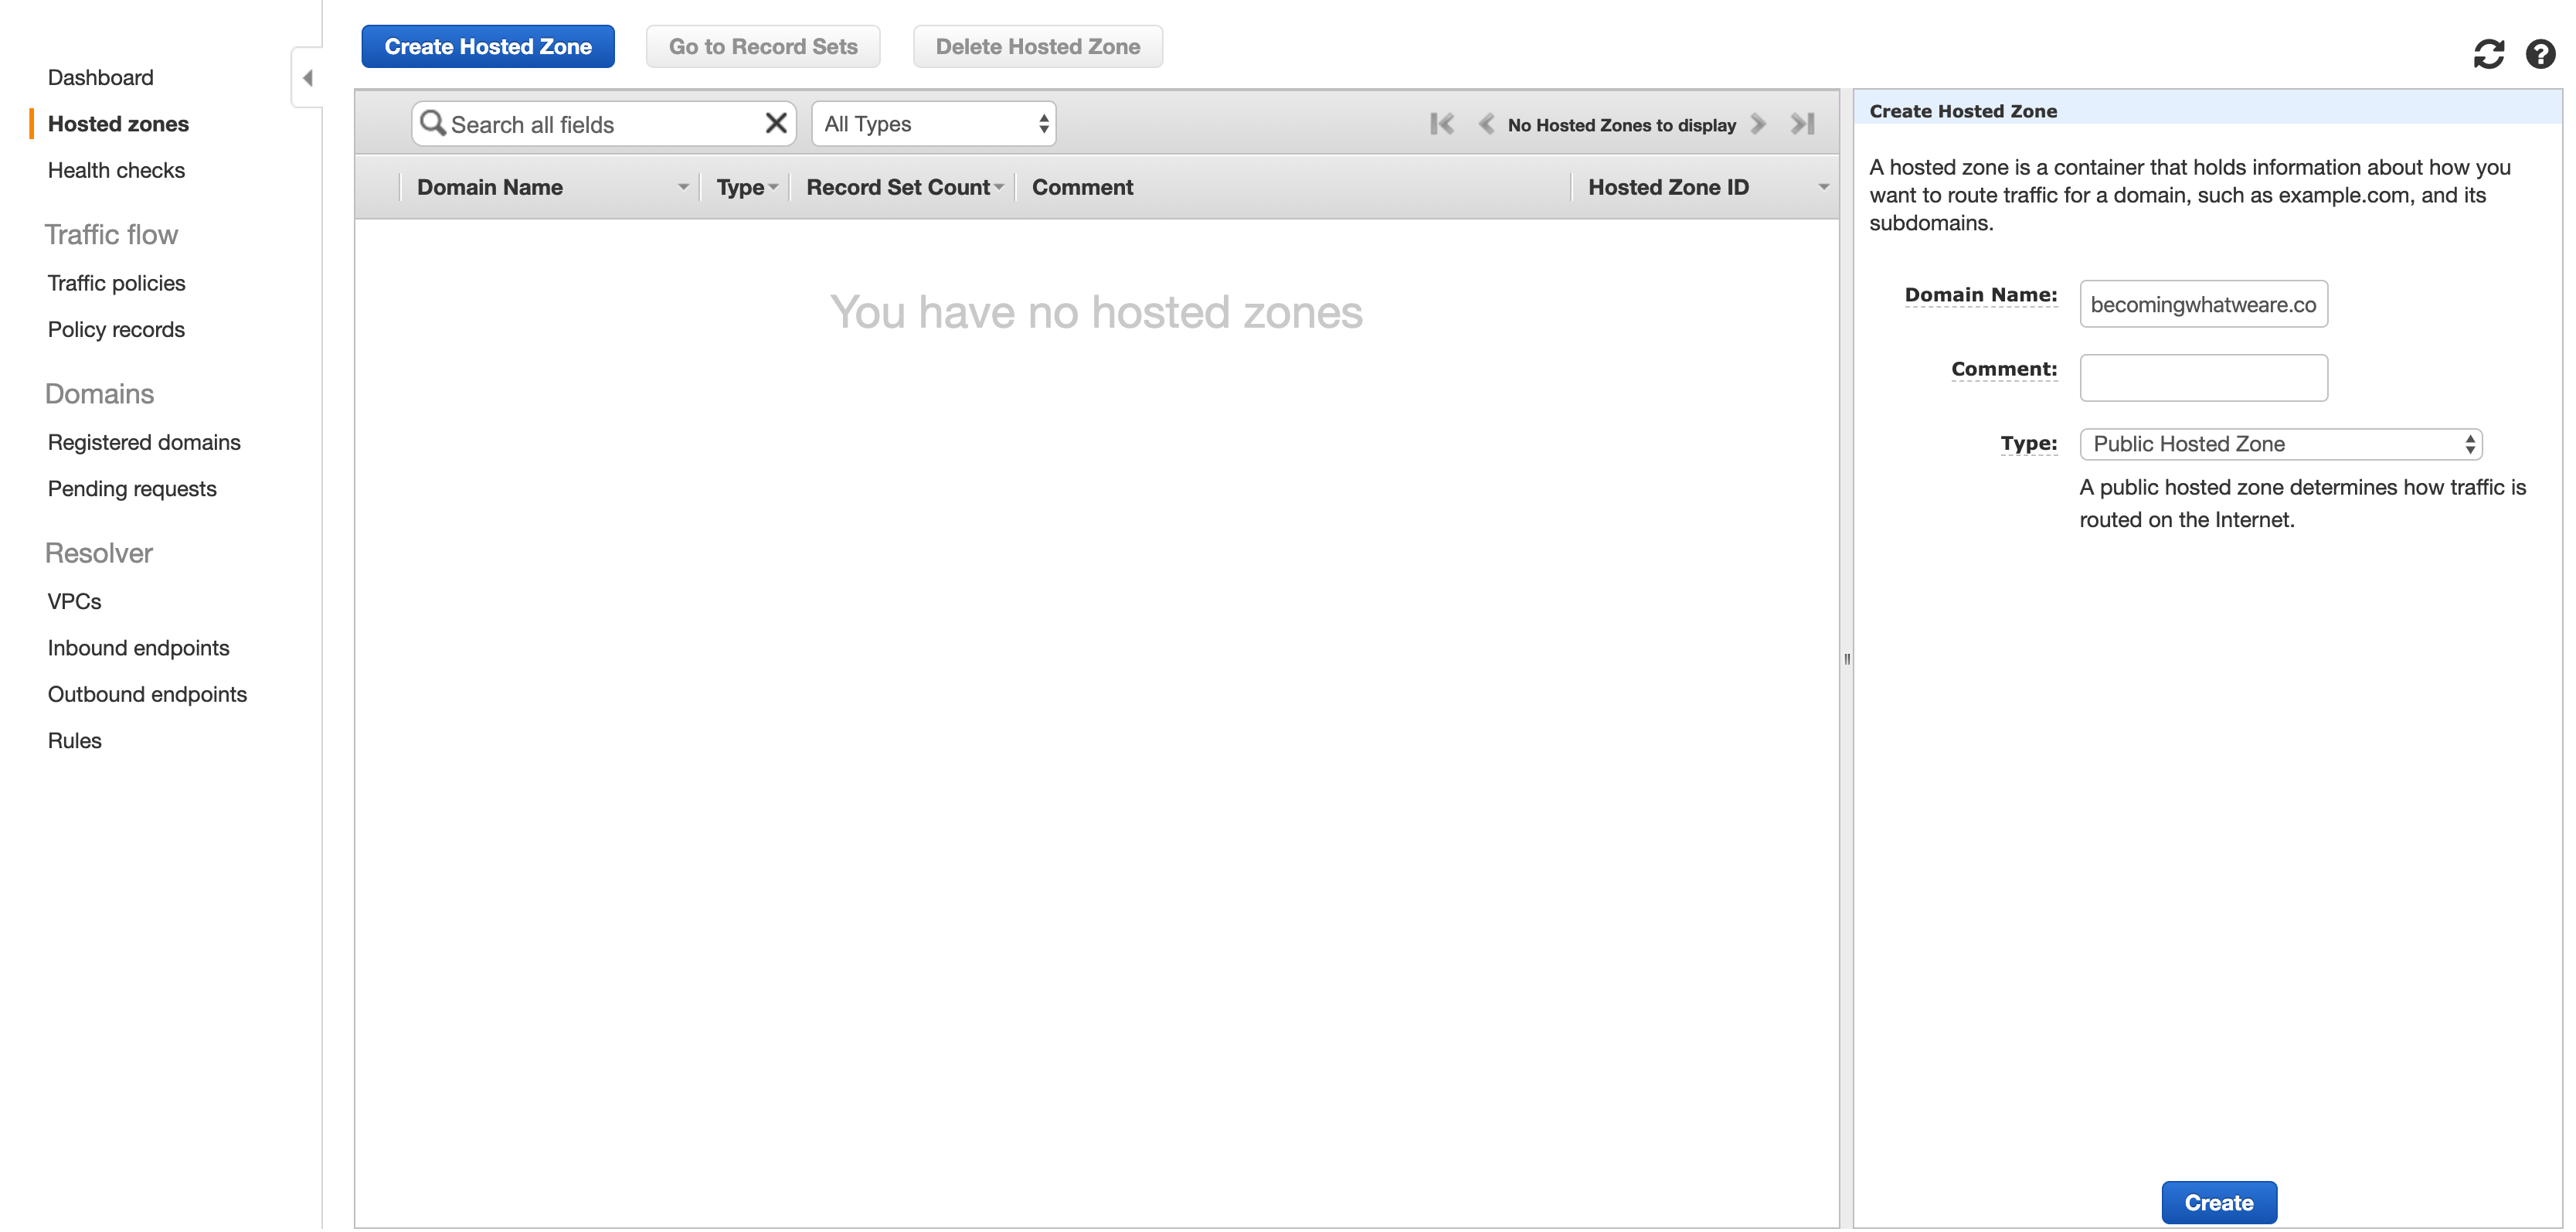 Create Hosted Zone
Go to Record Sets
Delete Hosted Zone
Dashboard
Hosted zones
Health checks
Traffic flow
Traffic policies
Policy records
Domains
Registered domains
Pending requests
Resolver
VPCs
Inbound endpoints
Outbound endpoints
Rules
Search all fields
All Types
No Hosted Zones to display
Domain Name
Type
Record Set Count
Comment
Hosted Zone ID
You have no hosted zones
Create Hosted Zone
A hosted zone is a container that holds information about how you
want to route traffic for a domain, such as example.com, and its
subdomains.
Domain Name:
becomingwhatweare.co
Comment:
Type:
Public Hosted Zone
A public hosted zone determines how traffic is
routed on the Internet.
Create